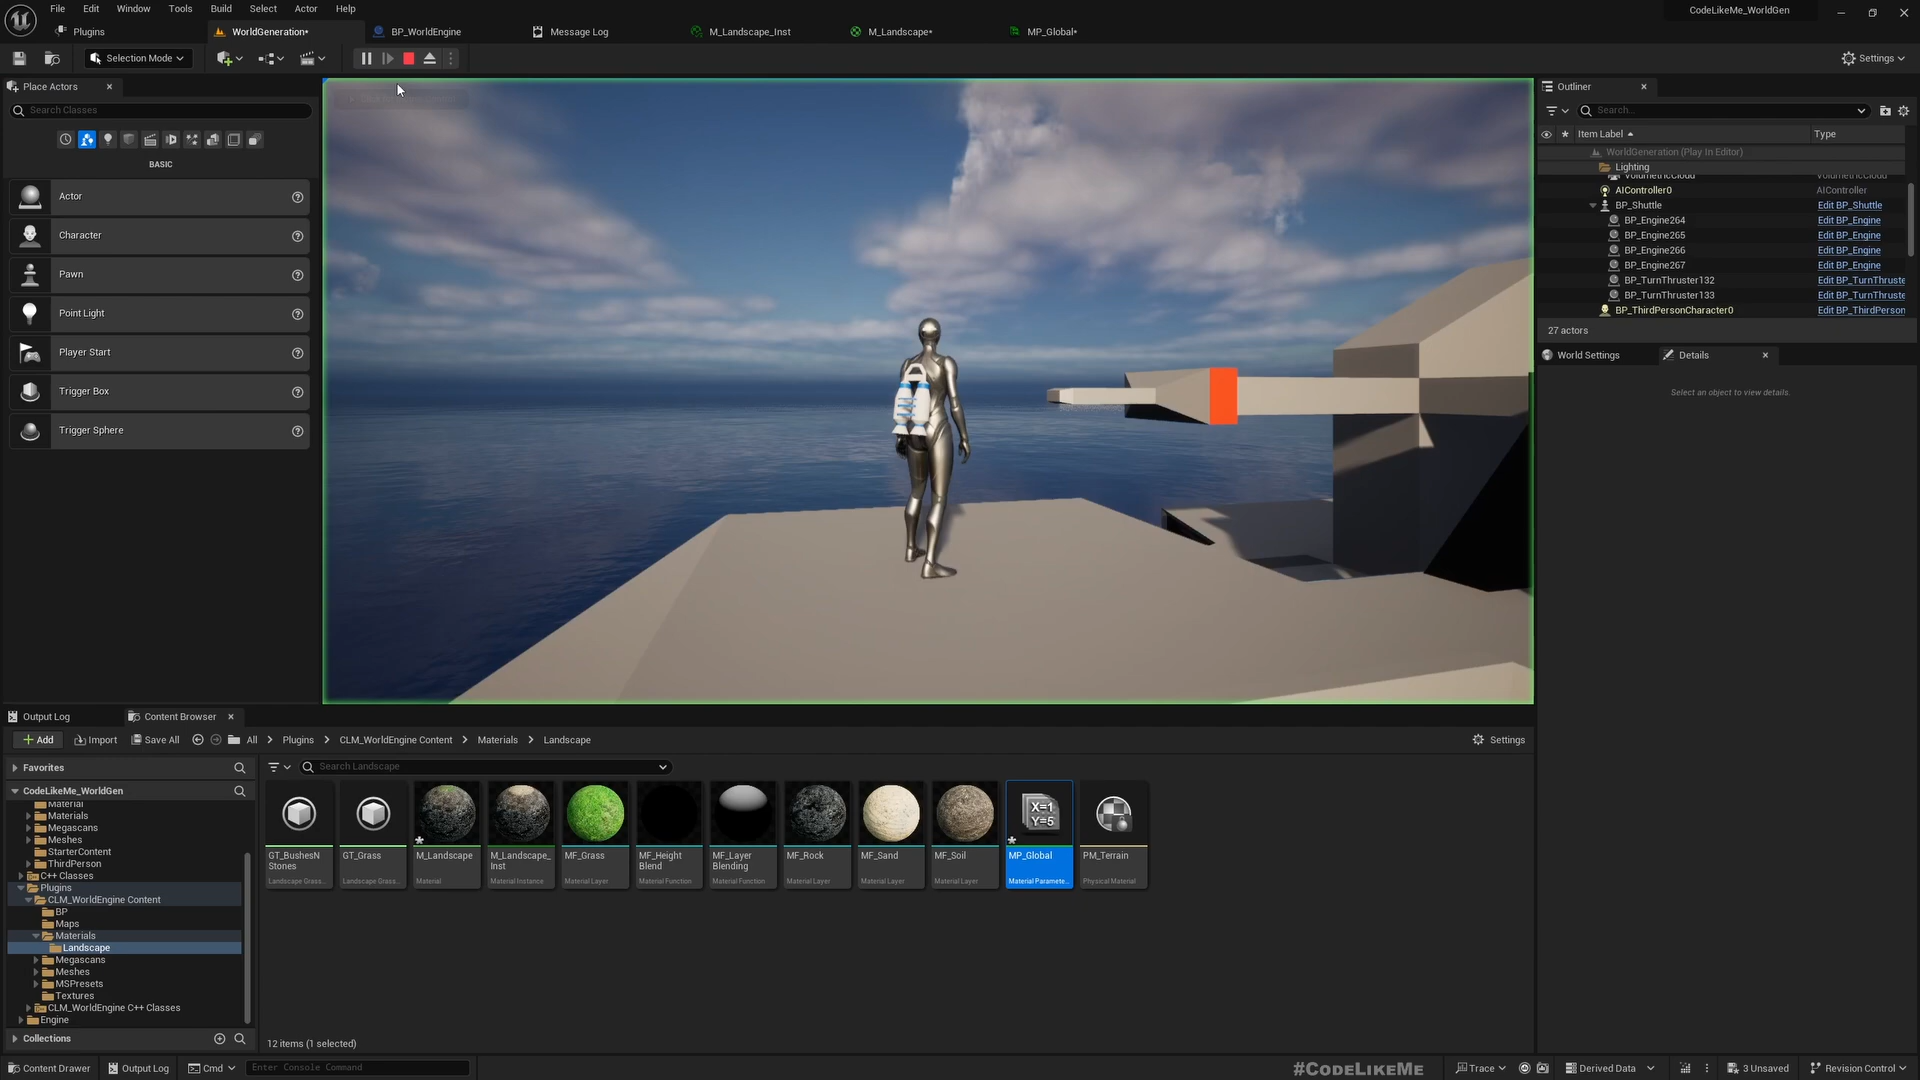 File Edit Window Tools Build Select Actor Help
CodeLikeMe_WorldGen
Plugins
WorldGeneration*
BP_WorldEngine
Message Log
M_Landscape_Inst
M_Landscape*
MP_Global*
Selection Mode
Settings
Place Actors
Search Classes
BASIC
Actor
Character
Pawn
Point Light
Player Start
Trigger Box
Trigger Sphere
Outliner
Search...
Item Label
Type
WorldGeneration (Play In Editor)
Lighting
VolumetricCloud VolumetricCloud
AIController0 AIController
BP_Shuttle Edit BP_Shuttle
BP_Engine264 Edit BP_Engine
BP_Engine265 Edit BP_Engine
BP_Engine266 Edit BP_Engine
BP_Engine267 Edit BP_Engine
BP_TurnThruster132 Edit BP_TurnThruste
BP_TurnThruster133 Edit BP_TurnThruste
BP_ThirdPersonCharacter0 Edit BP_ThirdPerson
27 actors
World Settings
Details
Select an object to view details.
Output Log
Content Browser
Add
Import
Save All
All
Plugins
CLM_WorldEngine Content
Materials
Landscape
Settings
Favorites
Search Landscape
CodeLikeMe_WorldGen
Material
Materials
Megascans
Meshes
StarterContent
ThirdPerson
C++ Classes
Plugins
CLM_WorldEngine Content
BP
Maps
Materials
Landscape
Megascans
Meshes
MSPresets
Textures
CLM_WorldEngine C++ Classes
Engine
Collections
GT_BushesN
Stones
Landscape Grass...
GT_Grass
Landscape Grass...
M_Landscape
Material
M_Landscape_
Inst
Material Instance
MF_Grass
Material Layer
MF_Height
Blend
Material Function
MF_Layer
Blending
Material Function
MF_Rock
Material Layer
MF_Sand
Material Layer
MF_Soil
Material Layer
X=1
Y=5
MP_Global
Material Paramete...
PM_Terrain
Physical Material
12 items (1 selected)
#CODELIKEME
Content Drawer
Output Log
Cmd
Enter Console Command
Trace
Derived Data
3 Unsaved
Revision Control